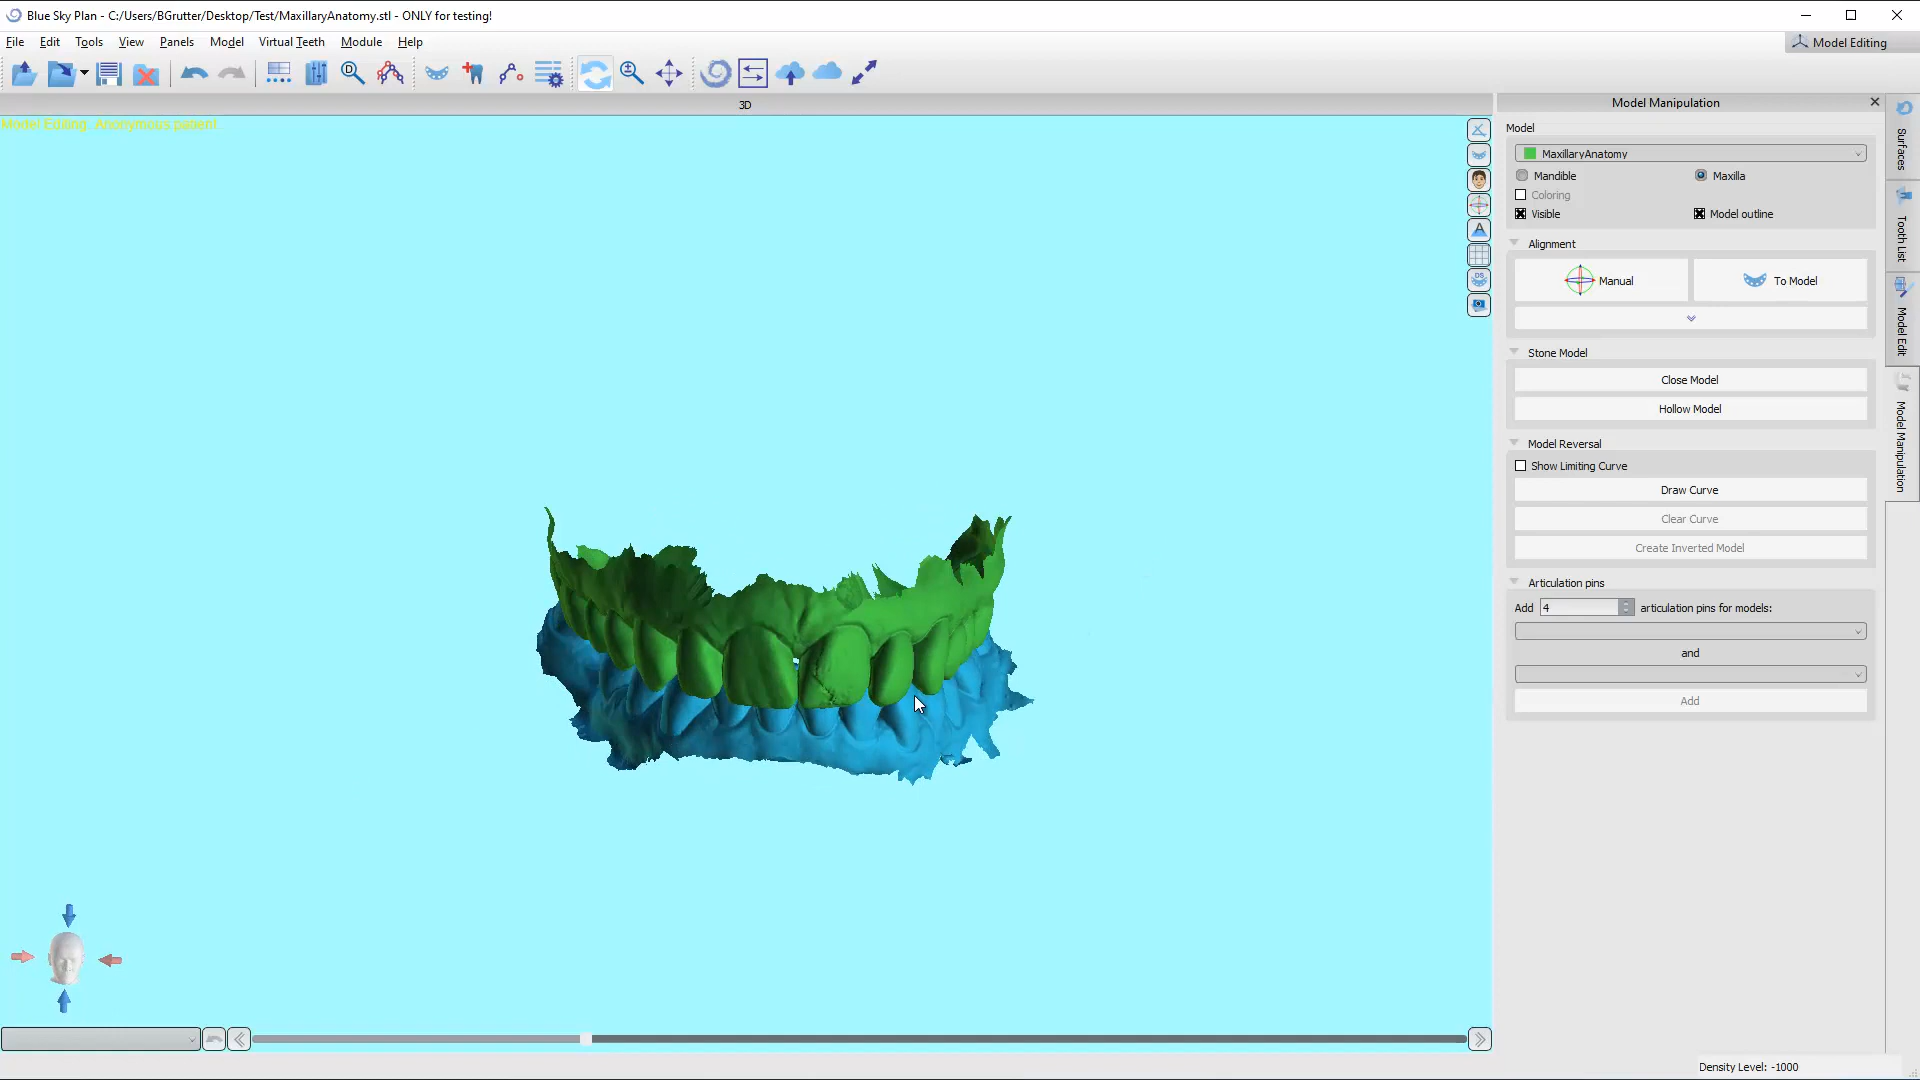 Blue Sky Plan - C:/Users/BGrutter/Desktop/Test/MaxillaryAnatomy.stl - ONLY for testing!
File Edit Tools View Panels Model Virtual Teeth Module Help
Model Editing
3D
Model Manipulation
Model Editing: Anonymous patient
Model
MaxillaryAnatomy
Mandible Maxilla
Coloring
Visible Model outline
Alignment
Manual To Model
Stone Model
Close Model
Hollow Model
Model Reversal
Show Limiting Curve
Draw Curve
Clear Curve
Create Inverted Model
Articulation pins
Add 4 articulation pins for models:
and
Add
Surfaces
Tooth List
Model Edit
Model Manipulation
Density Level: -1000